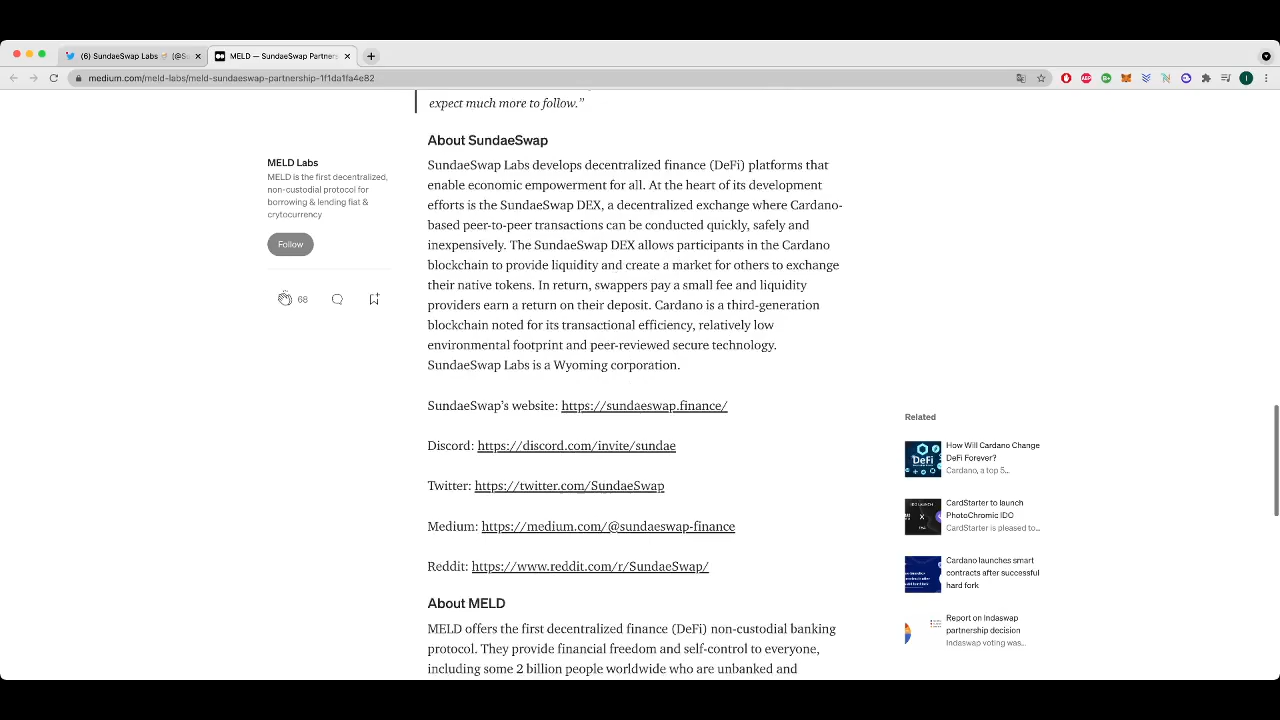 (6) SundaeSwap Labs
MELD — SundaeSwap Partners
medium.com/meld-labs/meld-sundaeswap-partnership-1f1da1fa4e82
expect much more to follow.”
About SundaeSwap
MELD Labs
MELD is the first decentralized,
non-custodial protocol for
borrowing & lending fiat &
crytocurrency
Follow
68
SundaeSwap Labs develops decentralized finance (DeFi) platforms that
enable economic empowerment for all. At the heart of its development
efforts is the SundaeSwap DEX, a decentralized exchange where Cardano-
based peer-to-peer transactions can be conducted quickly, safely and
inexpensively. The SundaeSwap DEX allows participants in the Cardano
blockchain to provide liquidity and create a market for others to exchange
their native tokens. In return, swappers pay a small fee and liquidity
providers earn a return on their deposit. Cardano is a third-generation
blockchain noted for its transactional efficiency, relatively low
environmental footprint and peer-reviewed secure technology.
SundaeSwap Labs is a Wyoming corporation.
SundaeSwap’s website: https://sundaeswap.finance/
Discord: https://discord.com/invite/sundae
Twitter: https://twitter.com/SundaeSwap
Medium: https://medium.com/@sundaeswap-finance
Reddit: https://www.reddit.com/r/SundaeSwap/
About MELD
MELD offers the first decentralized finance (DeFi) non-custodial banking
protocol. They provide financial freedom and self-control to everyone,
including some 2 billion people worldwide who are unbanked and
Related
How Will Cardano Change
DeFi Forever?
Cardano, a top 5...
CardStarter to launch
PhotoChromic IDO
CardStarter is pleased to...
Cardano launches smart
contracts after successful
hard fork
Report on Indaswap
partnership decision
Indaswap voting was...